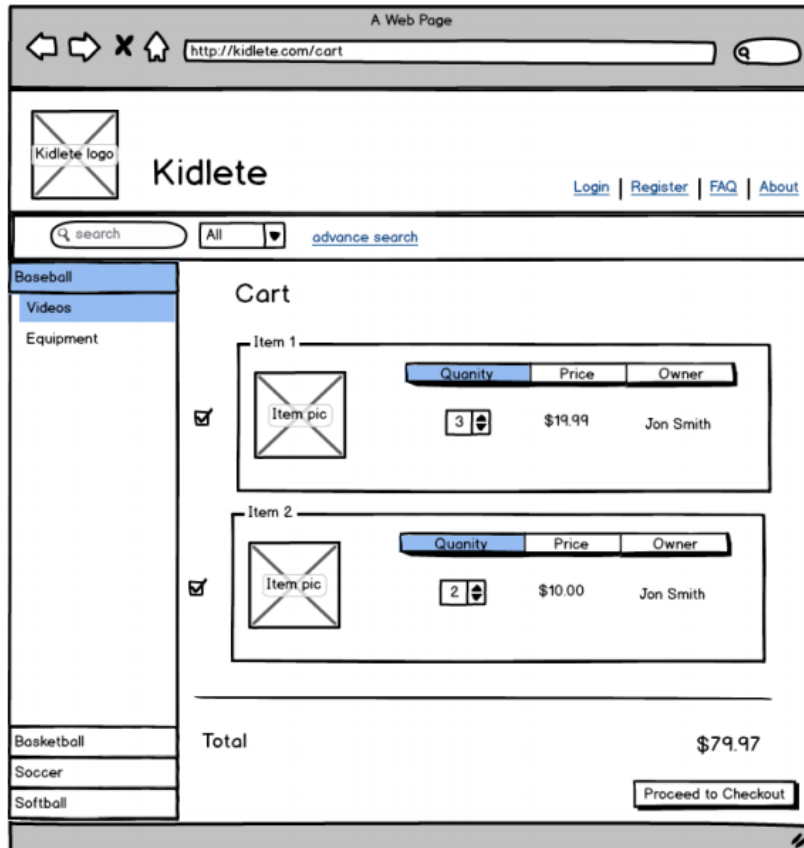 A Web Page
http://kidlete.com/cart
Kidlete logo
Kidlete
Login | Register | FAQ | About
search All advance search
Baseball
Videos
Equipment
Basketball
Soccer
Softball
Cart
Item 1
Item pic
Quanity Price Owner
3 $19.99 Jon Smith
Item 2
Item pic
Quanity Price Owner
2 $10.00 Jon Smith
Total $79.97
Proceed to Checkout